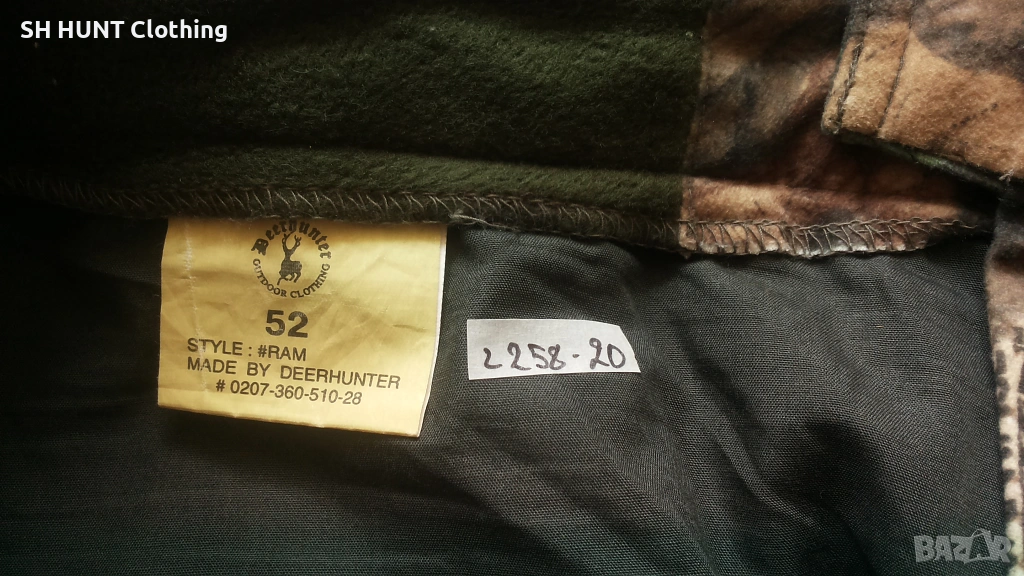 SH HUNT Clothing
Deerhunter
OUTDOOR CLOTHING
52
STYLE : #RAM
MADE BY DEERHUNTER
# 0207-360-510-28
2258-20
BAZAR